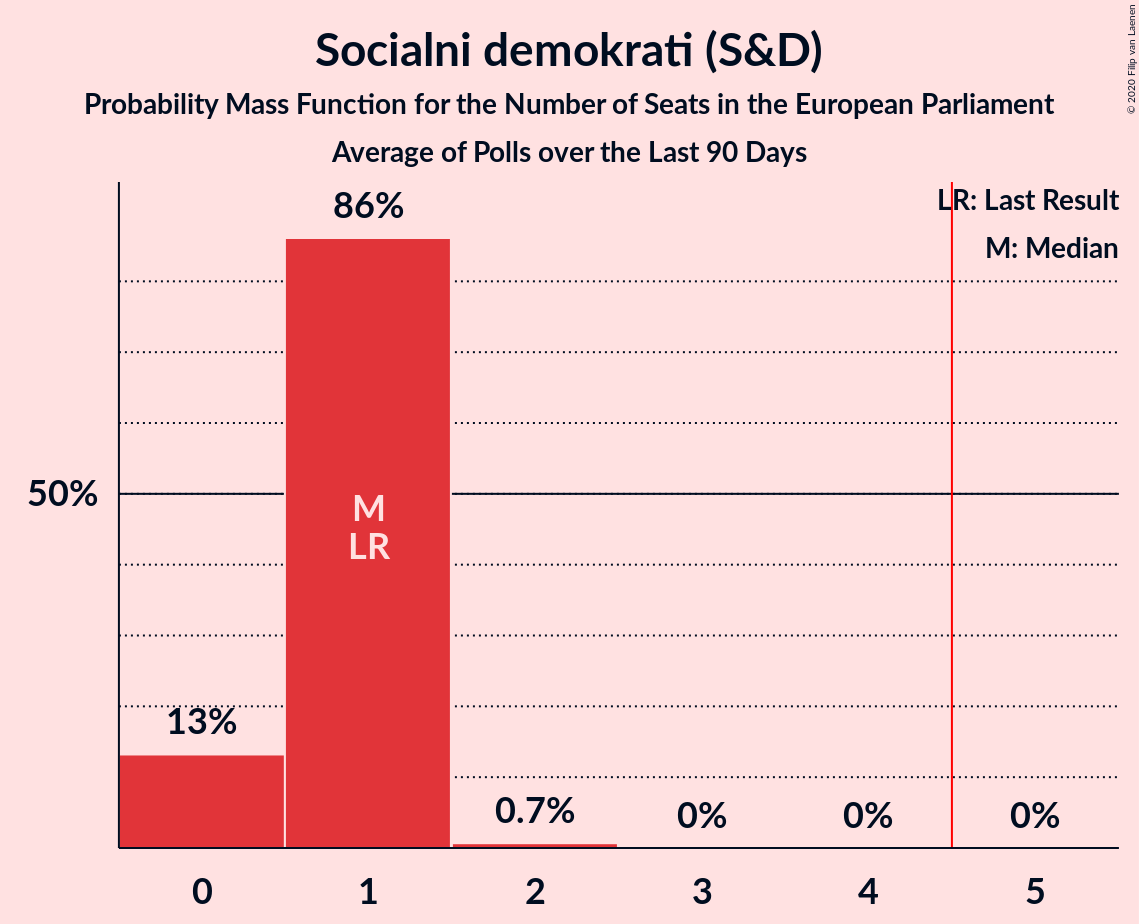 Socialni demokrati (S&D)
Probability Mass Function for the Number of Seats in the European Parliament
Average of Polls over the Last 90 Days
© 2020 Filip van Laenen
LR: Last Result
M: Median
86%
50%
M
LR
13%
0.7%
0%
0%
0%
0
1
2
3
4
5